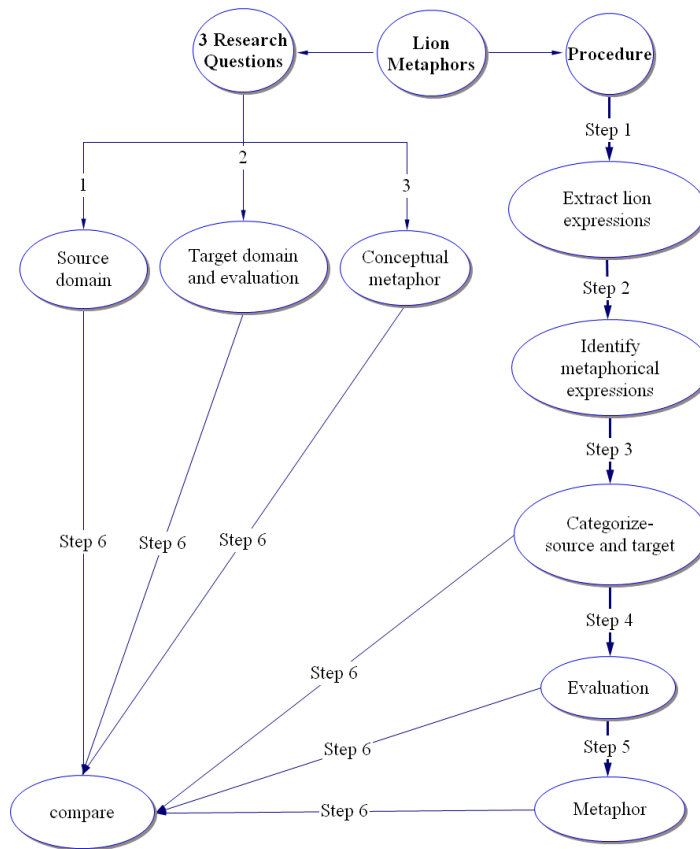 3 Research
Questions
Lion
Metaphors
Procedure
Step 1
1
2
3
Extract lion
expressions
Source
domain
Target domain
and evaluation
Conceptual
metaphor
Step 2
Identify
metaphorical
expressions
Step 3
Step 6
Step 6
Step 6
Categorize-
source and target
Step 4
Step 6
Evaluation
Step 6
Step 5
compare
Step 6
Metaphor